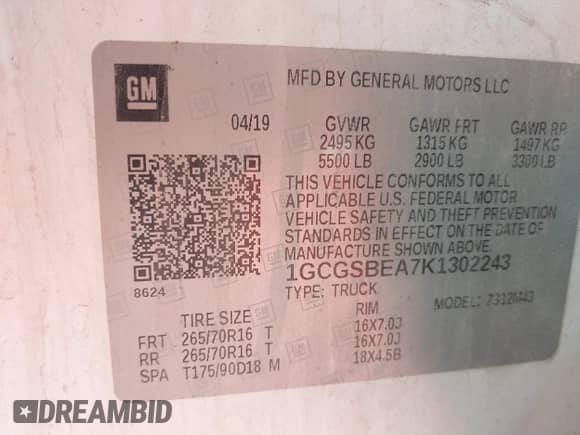 GM
MFD BY GENERAL MOTORS LLC
04/19 GVWR GAWR FRT GAWR RR
2495 KG 1315 KG 1497 KG
5500 LB 2900 LB 3300 LB
THIS VEHICLE CONFORMS TO ALL
APPLICABLE U.S. FEDERAL MOTOR
VEHICLE SAFETY AND THEFT PREVENTION
STANDARDS IN EFFECT ON THE DATE OF
MANUFACTURE SHOWN ABOVE.
1GCGSBEA7K1302243
8624
TYPE: TRUCK MODEL: 7312M43
TIRE SIZE RIM
FRT 265/70R16 T 16X7.0J
RR 265/70R16 T 16X7.0J
SPA T175/90D18 M 18X4.5B
DREAMBID